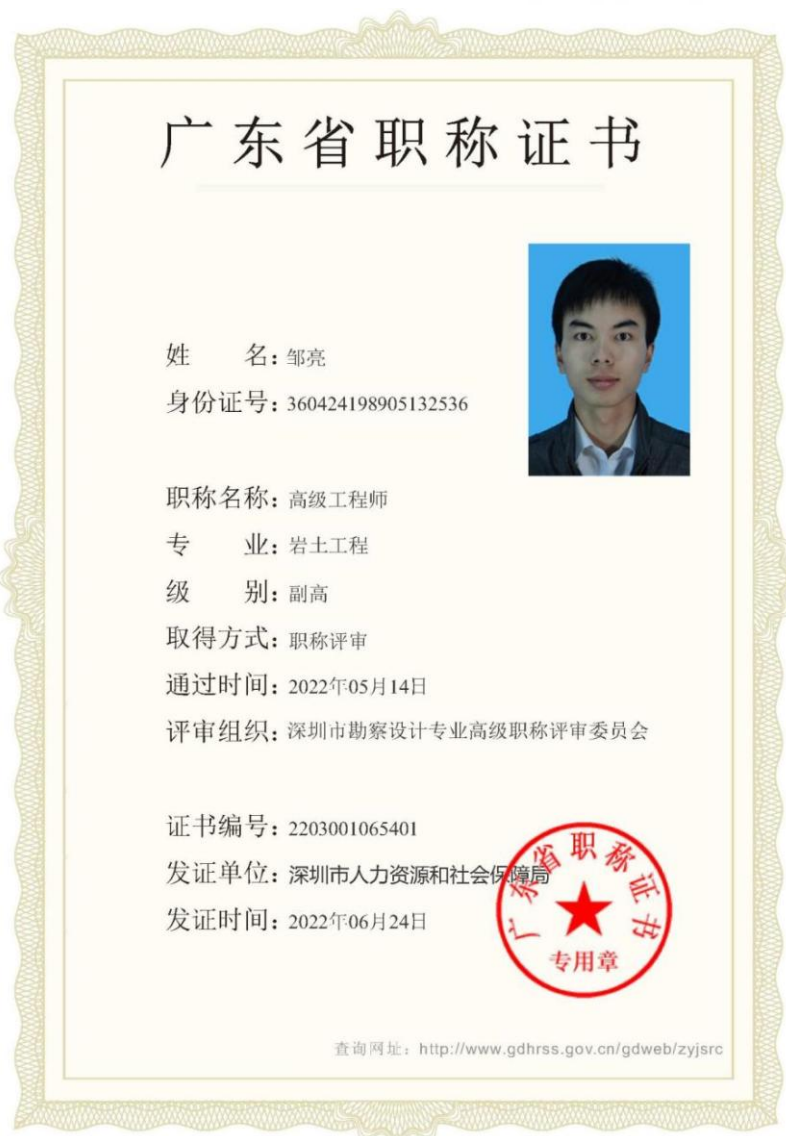 广东省职称证书
姓 名：邹亮
身份证号：360424198905132536
职称名称：高级工程师
专 业：岩土工程
级 别：副高
取得方式：职称评审
通过时间：2022年05月14日
评审组织：深圳市勘察设计专业高级职称评审委员会
证书编号：2203001065401
发证单位：深圳市人力资源和社会保障局
发证时间：2022年06月24日
广东省职称证书
专用章
查询网址：http://www.gdhrss.gov.cn/gdweb/zyjsrc